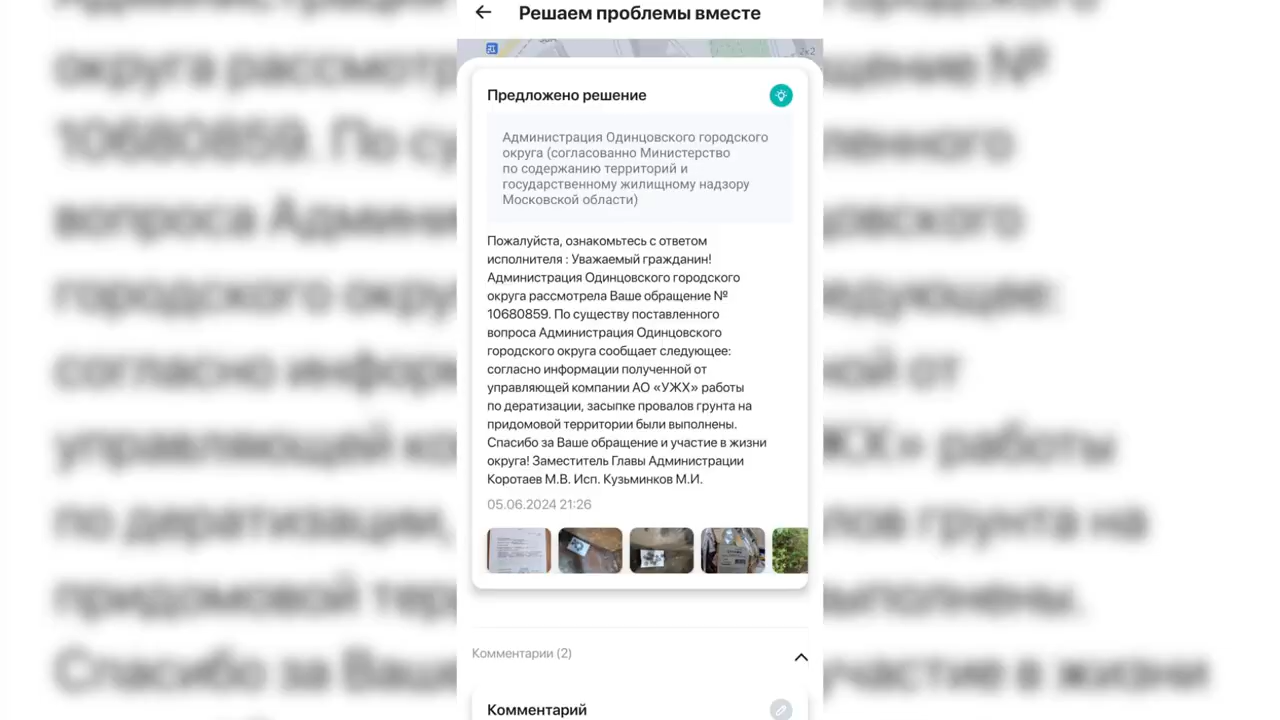 Решаем проблемы вместе
Предложено решение
Администрация Одинцовского городского
округа (согласованно Министерство
по содержанию территорий и
государственному жилищному надзору
Московской области)
Пожалуйста, ознакомьтесь с ответом
исполнителя : Уважаемый гражданин!
Администрация Одинцовского городского
округа рассмотрела Ваше обращение №
10680859. По существу поставленного
вопроса Администрация Одинцовского
городского округа сообщает следующее:
согласно информации полученной от
управляющей компании АО «УЖХ» работы
по дератизации, засыпке провалов грунта на
придомовой территории были выполнены.
Спасибо за Ваше обращение и участие в жизни
округа! Заместитель Главы Администрации
Коротаев М.В. Исп. Кузьминков М.И.
05.06.2024 21:26
Комментарии (2)
Комментарий